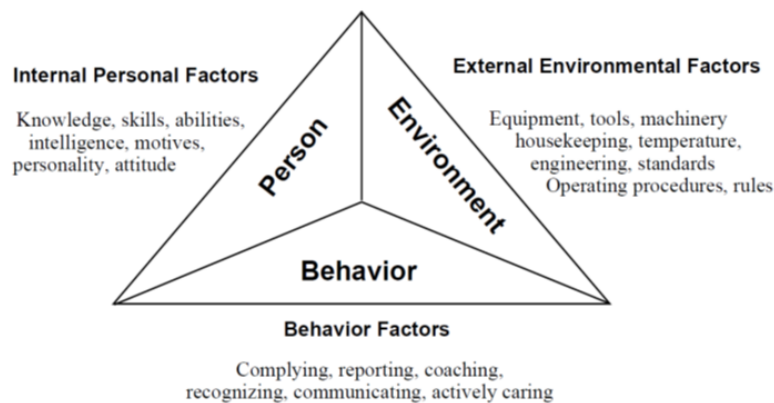 Internal Personal Factors
Knowledge, skills, abilities,
intelligence, motives,
personality, attitude
External Environmental Factors
Equipment, tools, machinery
housekeeping, temperature,
engineering, standards
Operating procedures, rules
Person
Environment
Behavior
Behavior Factors
Complying, reporting, coaching,
recognizing, communicating, actively caring